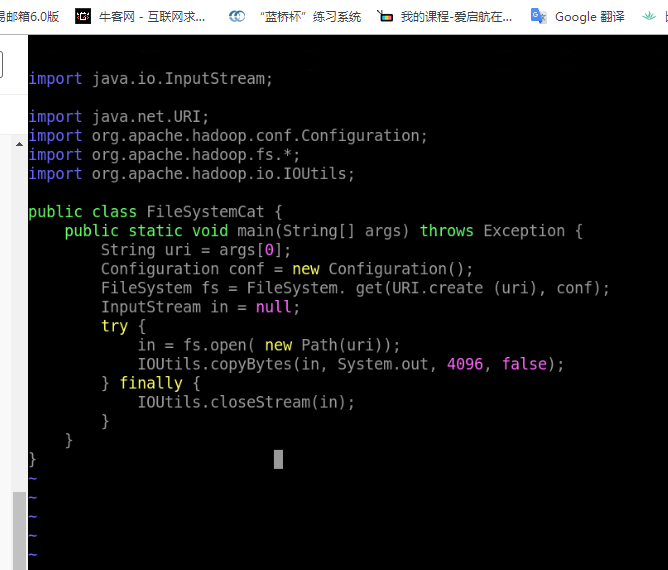 易邮箱6.0版 牛客网 - 互联网求... “蓝桥杯”练习系统 我的课程-爱启航在... Google 翻译
import java.io.InputStream;
import java.net.URI;
import org.apache.hadoop.conf.Configuration;
import org.apache.hadoop.fs.*;
import org.apache.hadoop.io.IOUtils;
public class FileSystemCat {
    public static void main(String[] args) throws Exception {
        String uri = args[0];
        Configuration conf = new Configuration();
        FileSystem fs = FileSystem. get(URI.create (uri), conf);
        InputStream in = null;
        try {
            in = fs.open( new Path(uri));
            IOUtils.copyBytes(in, System.out, 4096, false);
        } finally {
            IOUtils.closeStream(in);
        }
    }
}
~
~
~
~
~